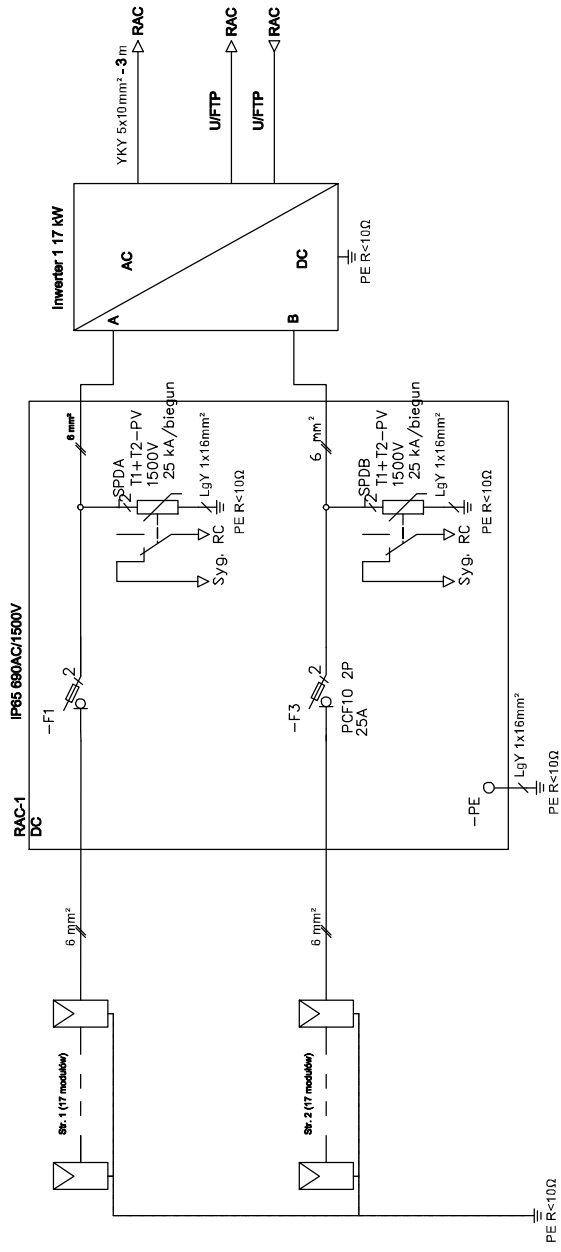 YKY 5x10mm² - 3 m
RAC
U/FTP
RAC
U/FTP
RAC
Inwerter 1 17 kW
AC
DC
A
B
PE R<10Ω
IP65 690AC/1500V
RAC-1
DC
6 mm²
2
SPDA
T1+T2-PV
1500V
25 kA/biegun
LgY 1x16mm²
PE R<10Ω
RC
Syg.
6 mm²
2
SPDB
T1+T2-PV
1500V
25 kA/biegun
LgY 1x16mm²
PE R<10Ω
RC
Syg.
-F1
2
-F3
2
PCF10 2P
25A
-PE
LgY 1x16mm²
PE R<10Ω
6 mm²
6 mm²
Str. 1 (17 modułów)
Str. 2 (17 modułów)
PE R<10Ω